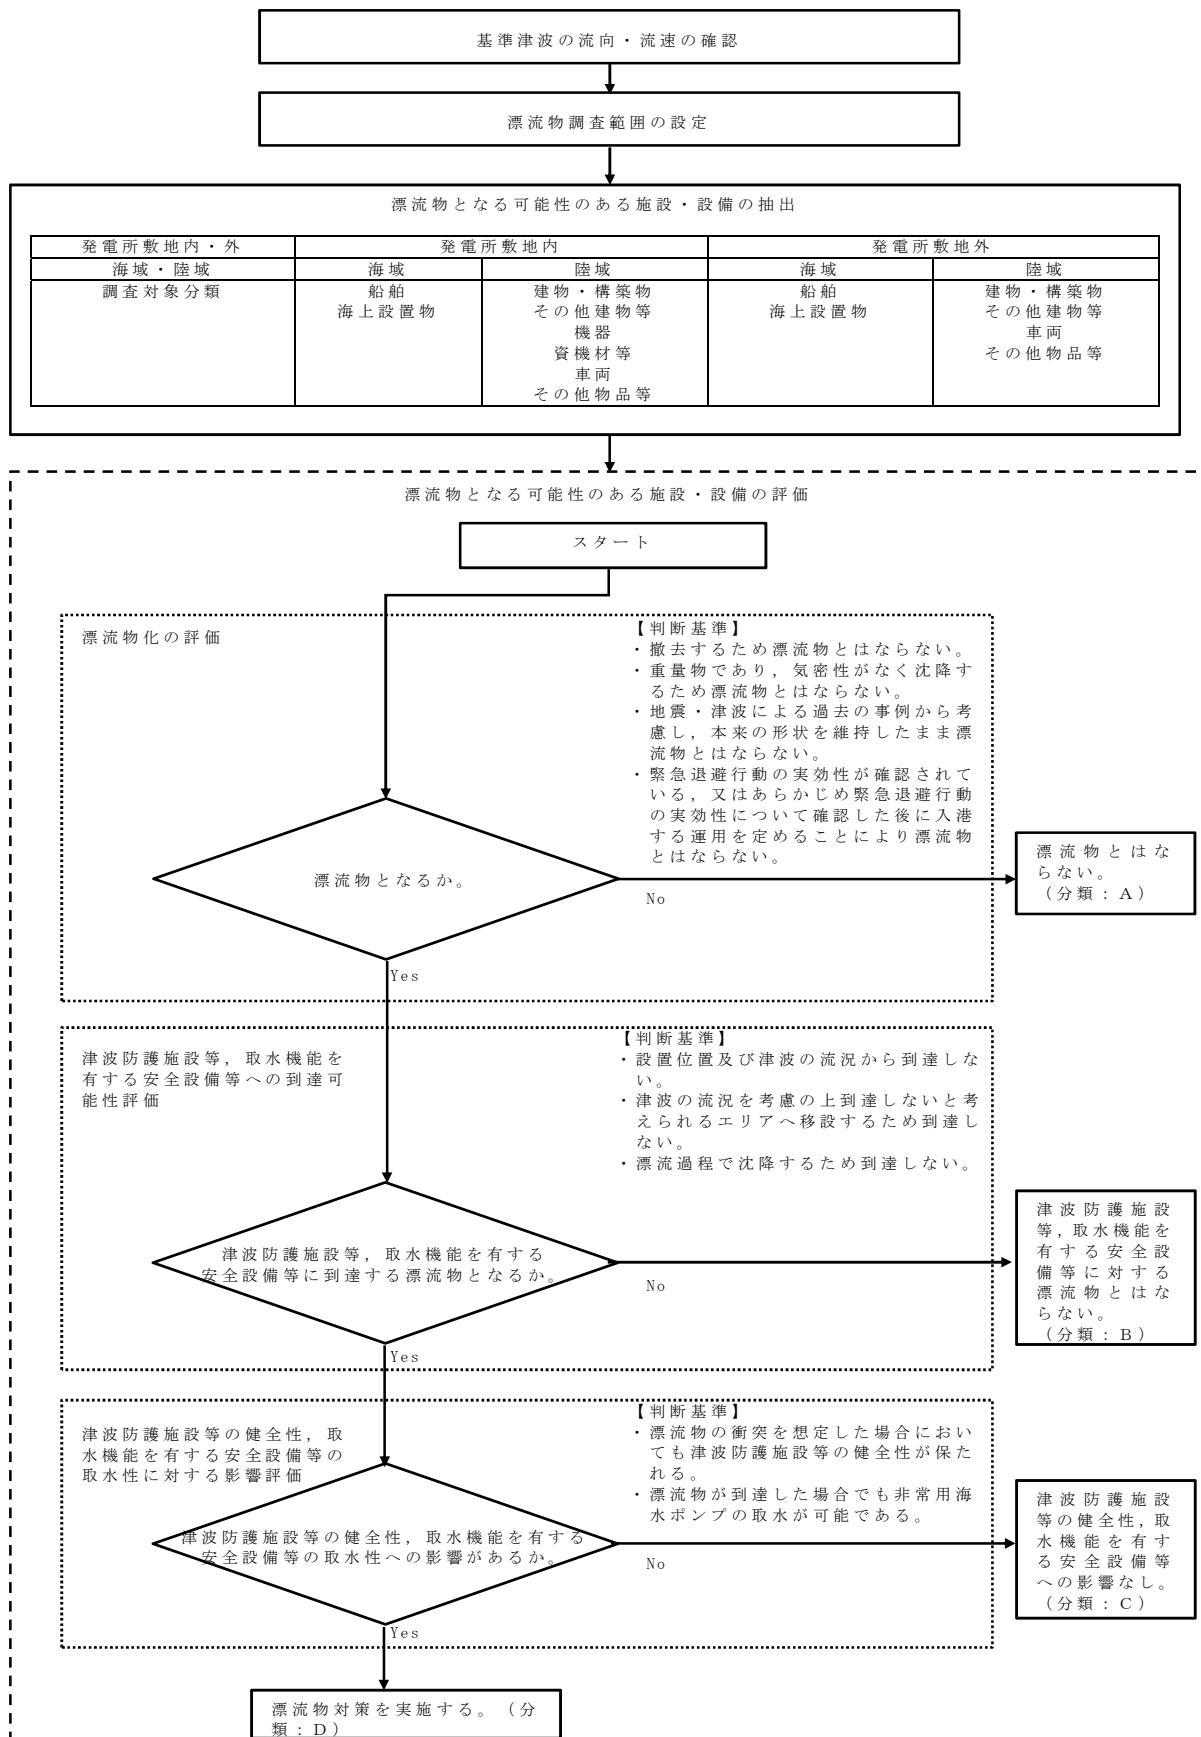 基準津波の流向・流速の確認
漂流物調査範囲の設定
漂流物となる可能性のある施設・設備の抽出
発電所敷地内・外 発電所敷地内 発電所敷地外
海域・陸域 海域 陸域 海域 陸域
調査対象分類 船舶 建物・構築物 船舶 建物・構築物
海上設置物 その他建物等 海上設置物 その他建物等
機器 車両
資機材等 その他物品等
車両
その他物品等
漂流物となる可能性のある施設・設備の評価
スタート
漂流物化の評価
【判断基準】
・撤去するため漂流物とはならない。
・重量物であり，気密性がなく沈降す
るため漂流物とはならない。
・地震・津波による過去の事例から考
慮し，本来の形状を維持したまま漂
流物とはならない。
・緊急退避行動の実効性が確認されて
いる，又はあらかじめ緊急退避行動
の実効性について確認した後に入港
する運用を定めることにより漂流物
とはならない。
漂流物となるか。
No
漂流物とはな
らない。
（分類：A）
Yes
津波防護施設等，取水機能を
有する安全設備等への到達可
能性評価
【判断基準】
・設置位置及び津波の流況から到達しな
い。
・津波の流況を考慮の上到達しないと考
えられるエリアへ移設するため到達し
ない。
・漂流過程で沈降するため到達しない。
津波防護施設等，取水機能を有する
安全設備等に到達する漂流物となるか。
No
津波防護施設
等，取水機能を
有する安全設
備等に対する
漂流物とはな
らない。
（分類：B）
Yes
津波防護施設等の健全性，取
水機能を有する安全設備等の
取水性に対する影響評価
【判断基準】
・漂流物の衝突を想定した場合におい
ても津波防護施設等の健全性が保た
れる。
・漂流物が到達した場合でも非常用海
水ポンプの取水が可能である。
津波防護施設等の健全性，取水機能を有する
安全設備等の取水性への影響があるか。
No
津波防護施設
等の健全性，取
水機能を有す
る安全設備等
への影響なし。
（分類：C）
Yes
漂流物対策を実施する。（分
類：D）